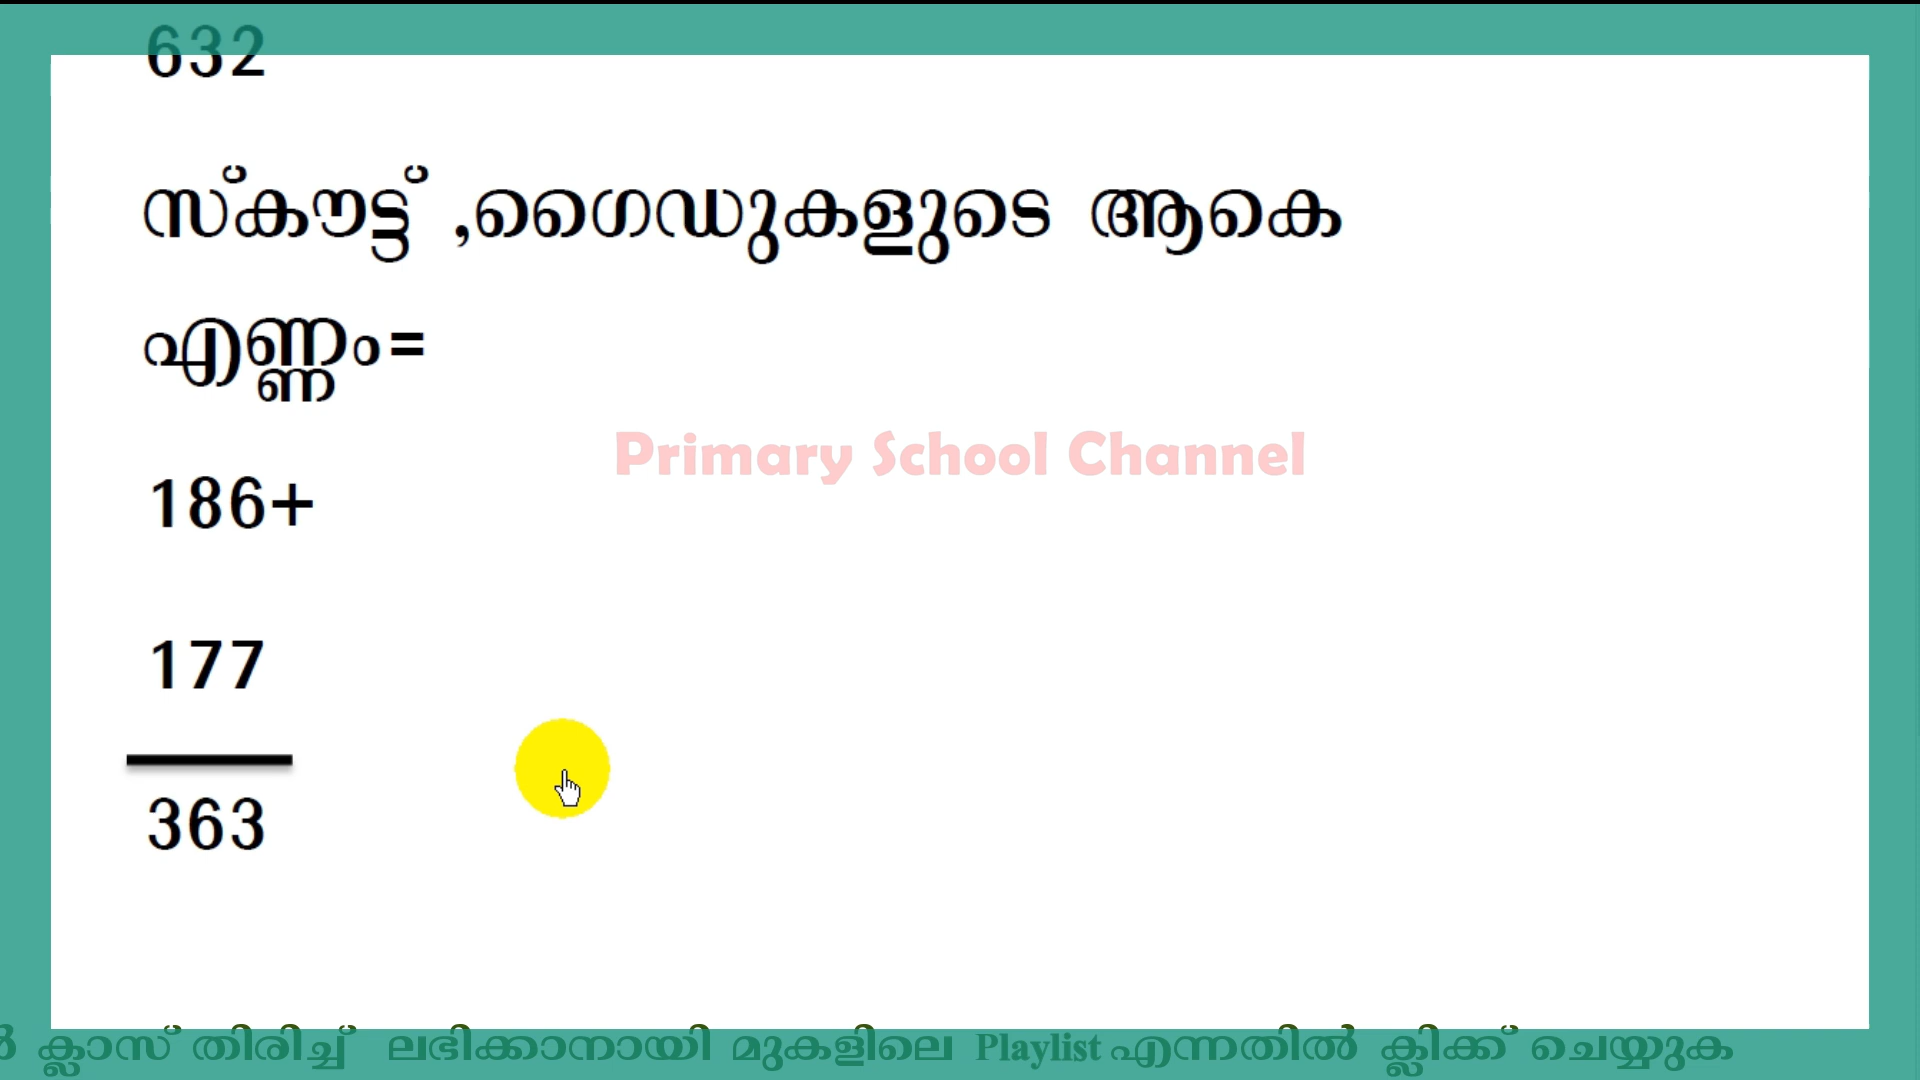 632
സ്കൗട്ട് ,ഗൈഡുകളുടെ ആകെ
എണ്ണം=
Primary School Channel
186+
177
363
ക്ലാസ് തിരിച്ച് ലഭിക്കാനായി മുകളിലെ Playlist എന്നതിൽ ക്ലിക്ക് ചെയ്യുക